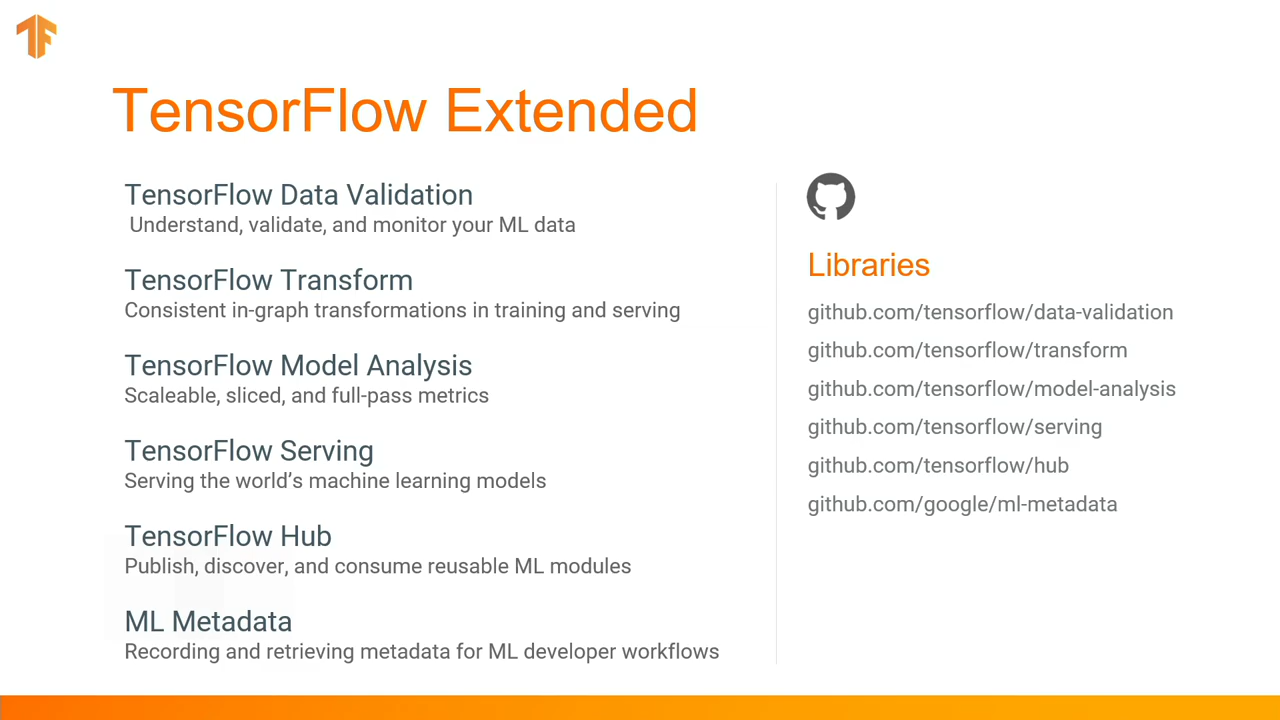 TensorFlow Extended
TensorFlow Data Validation
Understand, validate, and monitor your ML data
TensorFlow Transform
Consistent in-graph transformations in training and serving
TensorFlow Model Analysis
Scaleable, sliced, and full-pass metrics
TensorFlow Serving
Serving the world’s machine learning models
TensorFlow Hub
Publish, discover, and consume reusable ML modules
ML Metadata
Recording and retrieving metadata for ML developer workflows
Libraries
github.com/tensorflow/data-validation
github.com/tensorflow/transform
github.com/tensorflow/model-analysis
github.com/tensorflow/serving
github.com/tensorflow/hub
github.com/google/ml-metadata